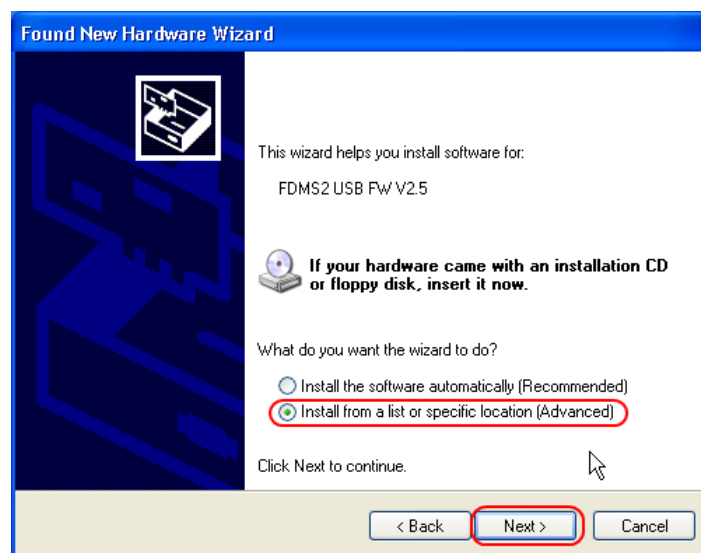 Found New Hardware Wizard
This wizard helps you install software for:
FDMS2 USB FW V2.5
If your hardware came with an installation CD
or floppy disk, insert it now.
What do you want the wizard to do?
Install the software automatically (Recommended)
Install from a list or specific location (Advanced)
Click Next to continue.
< Back Next > Cancel